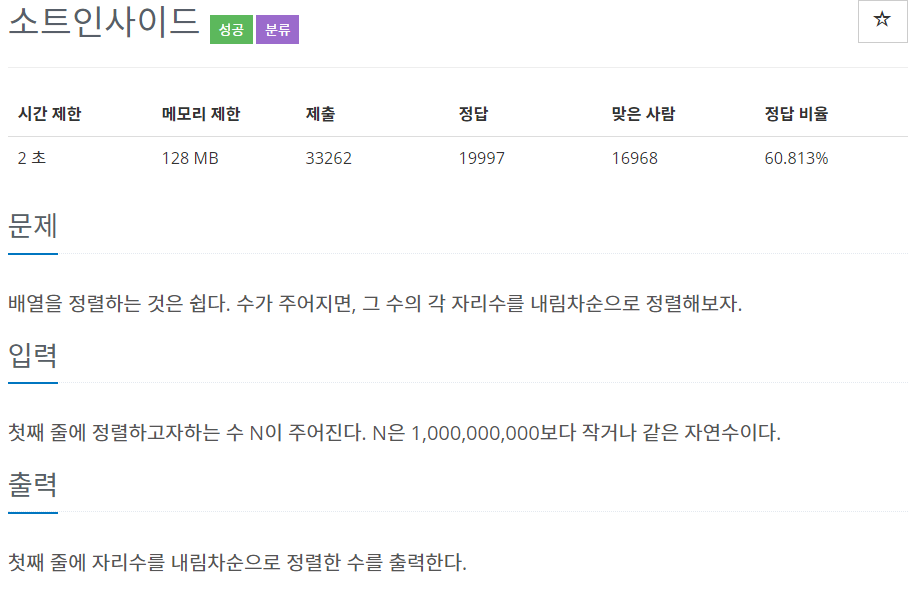 소트인사이드 성공 분류
시간 제한 메모리 제한 제출 정답 맞은 사람 정답 비율
2 초 128 MB 33262 19997 16968 60.813%
문제
배열을 정렬하는 것은 쉽다. 수가 주어지면, 그 수의 각 자리수를 내림차순으로 정렬해보자.
입력
첫째 줄에 정렬하고자하는 수 N이 주어진다. N은 1,000,000,000보다 작거나 같은 자연수이다.
출력
첫째 줄에 자리수를 내림차순으로 정렬한 수를 출력한다.